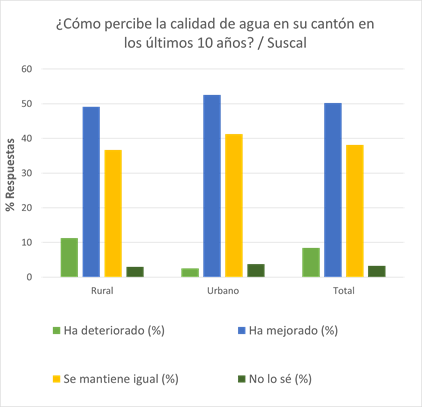 ¿Cómo percibe la calidad de agua en su cantón en
los últimos 10 años? / Suscal
% Respuestas
60
50
40
30
20
10
0
Rural
Urbano
Total
Ha deteriorado (%)
Ha mejorado (%)
Se mantiene igual (%)
No lo sé (%)